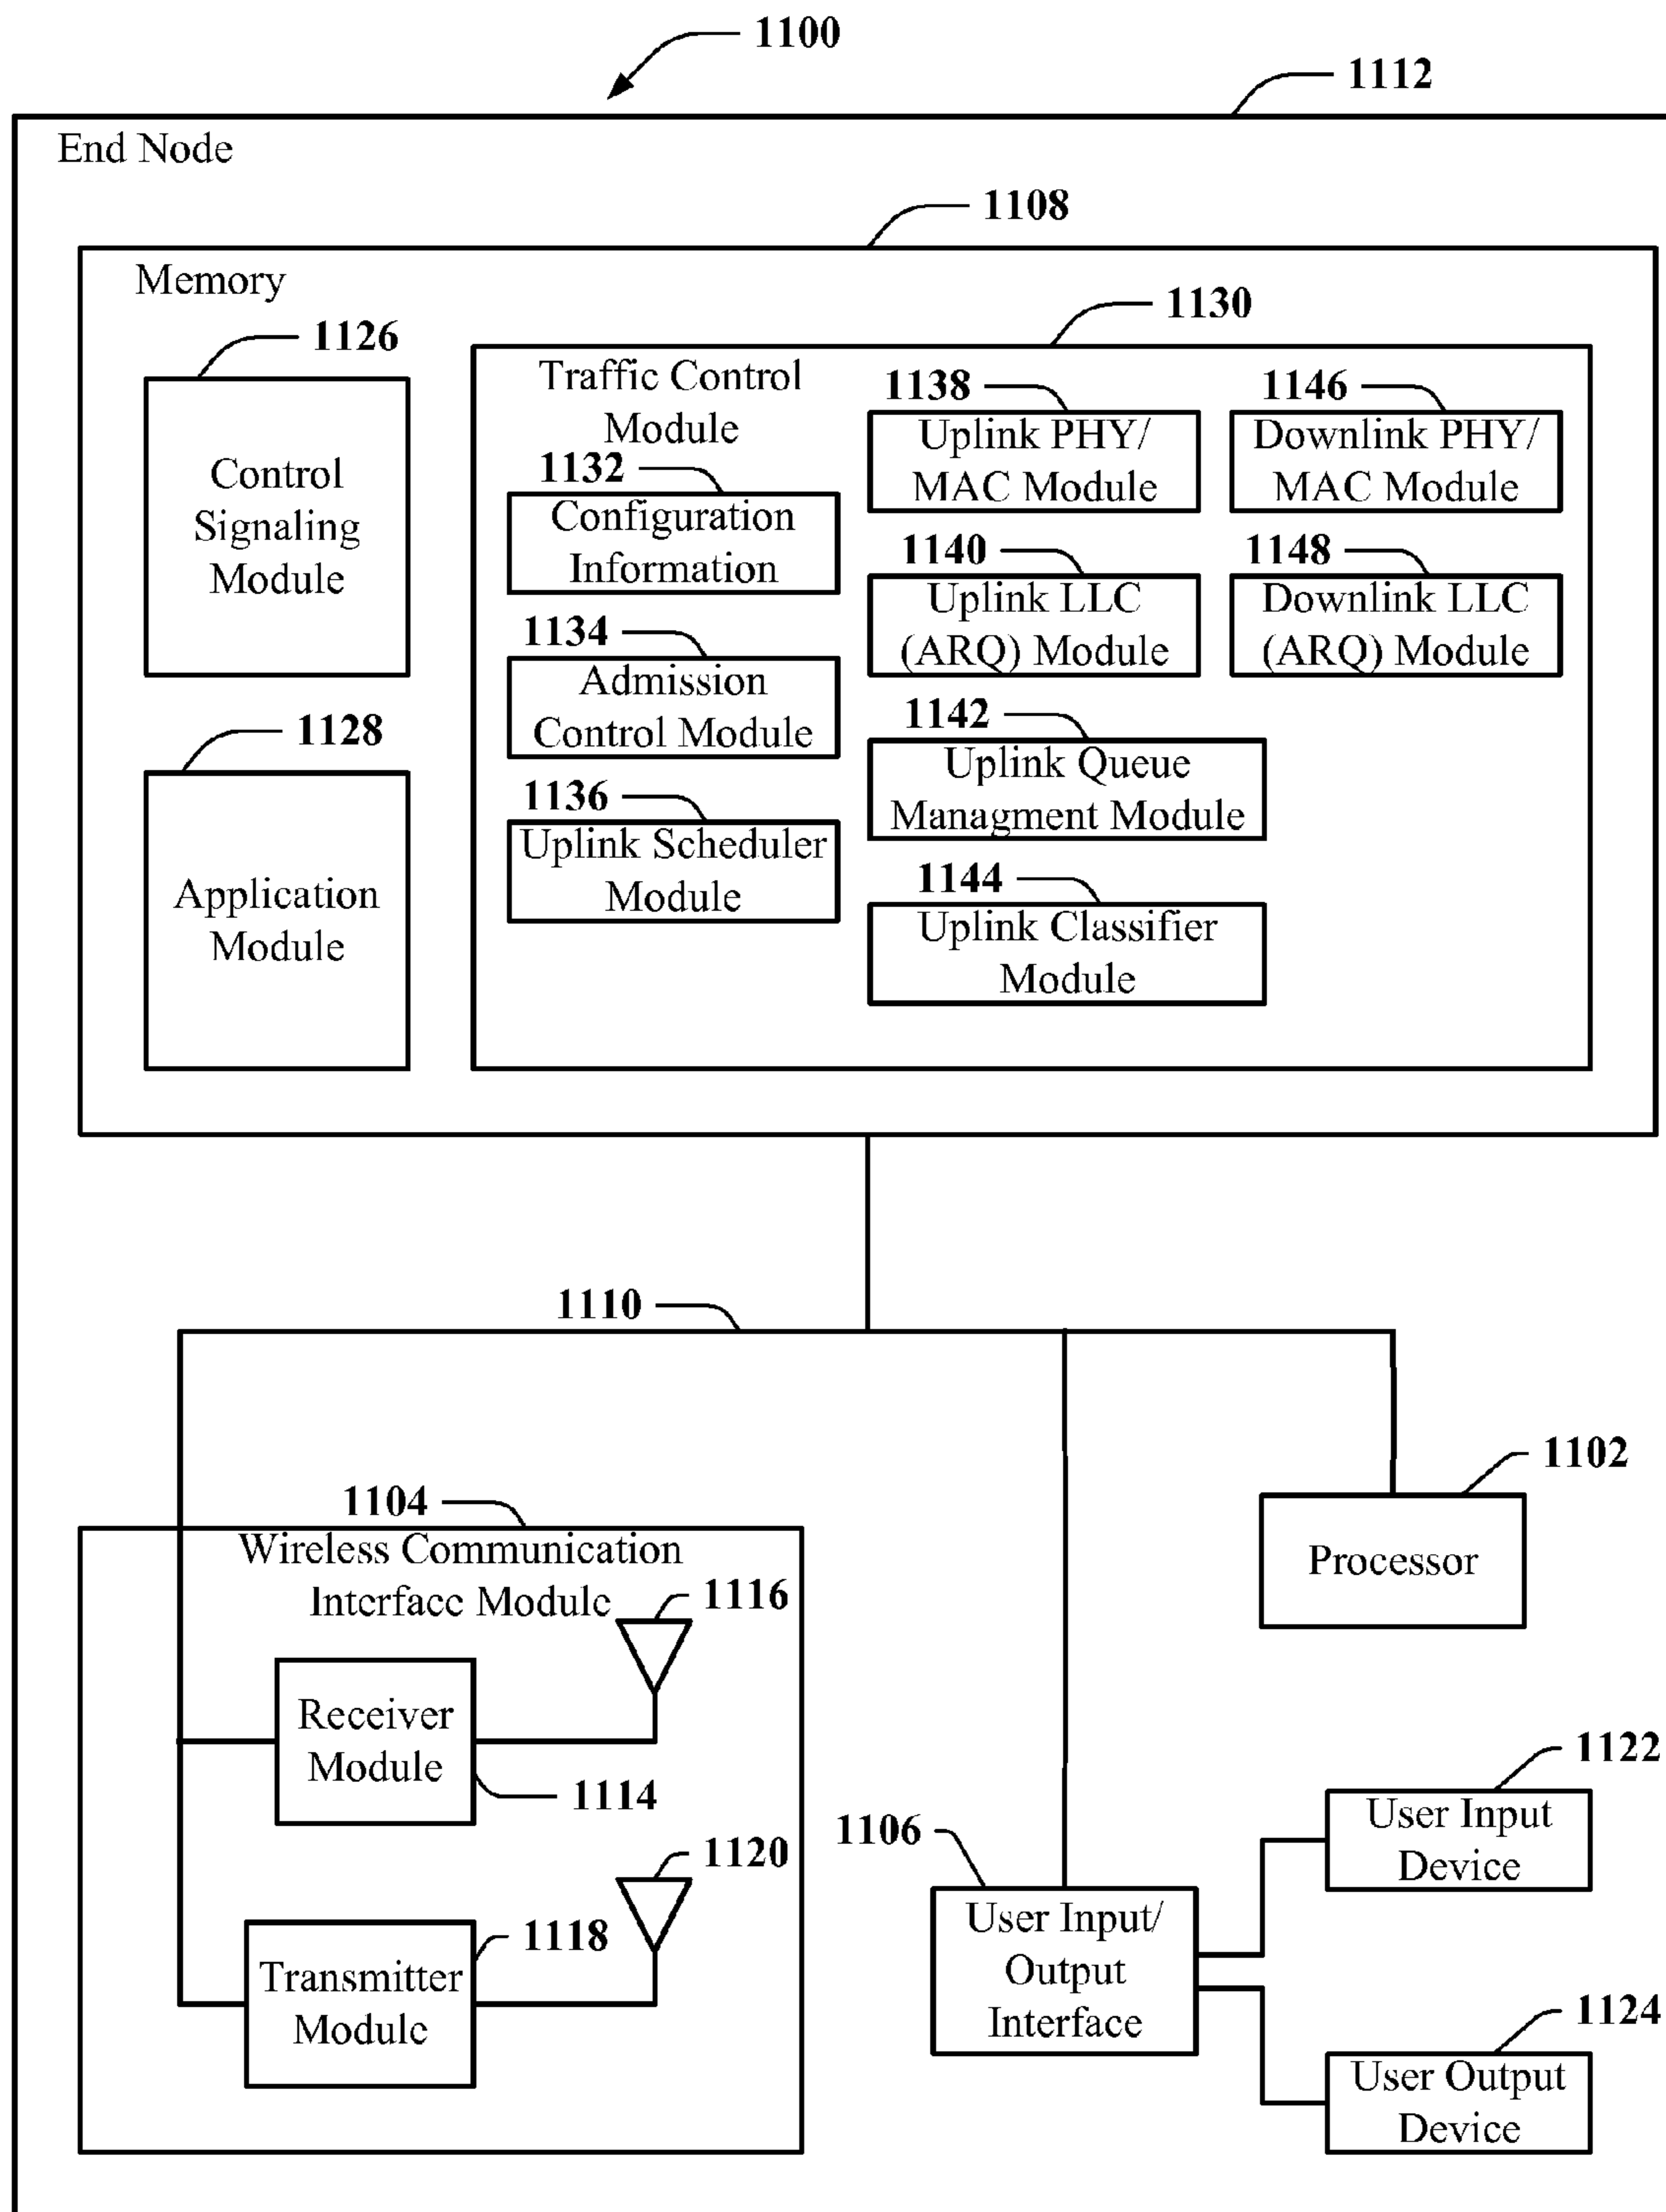 1100
1112
End Node
1108
Memory
1130
1126
Control
Signaling
Module
1128
Application
Module
Traffic Control
Module
1132
Configuration
Information
1134
Admission
Control Module
1136
Uplink Scheduler
Module
1138
Uplink PHY/
MAC Module
1140
Uplink LLC
(ARQ) Module
1142
Uplink Queue
Managment Module
1144
Uplink Classifier
Module
1146
Downlink PHY/
MAC Module
1148
Downlink LLC
(ARQ) Module
1110
1104
Wireless Communication
Interface Module
1116
Receiver
Module
1114
1120
1118
Transmitter
Module
1102
Processor
1106
User Input/
Output
Interface
1122
User Input
Device
1124
User Output
Device